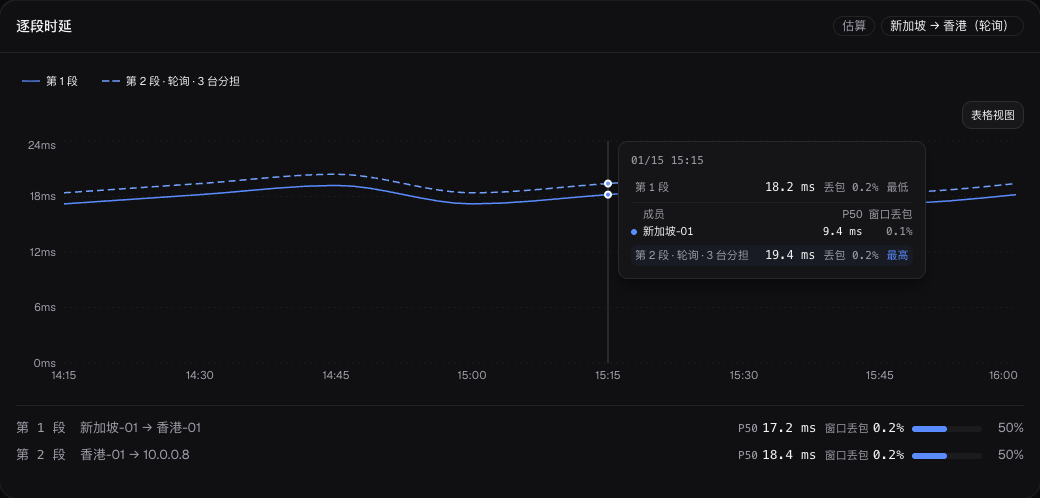 逐段时延
估算 新加坡 → 香港（轮询）
第 1 段 第 2 段 · 轮询 · 3 台分担
表格视图
24ms
18ms
12ms
6ms
0ms
01/15 15:15
第 1 段 18.2 ms 丢包 0.2% 最低
成员 P50 窗口丢包
新加坡-01 9.4 ms 0.1%
第 2 段 · 轮询 · 3 台分担 19.4 ms 丢包 0.2% 最高
14:15 14:30 14:45 15:00 15:15 15:30 15:45 16:00
第 1 段 新加坡-01 → 香港-01 P50 17.2 ms 窗口丢包 0.2% 50%
第 2 段 香港-01 → 10.0.0.8 P50 18.4 ms 窗口丢包 0.2% 50%